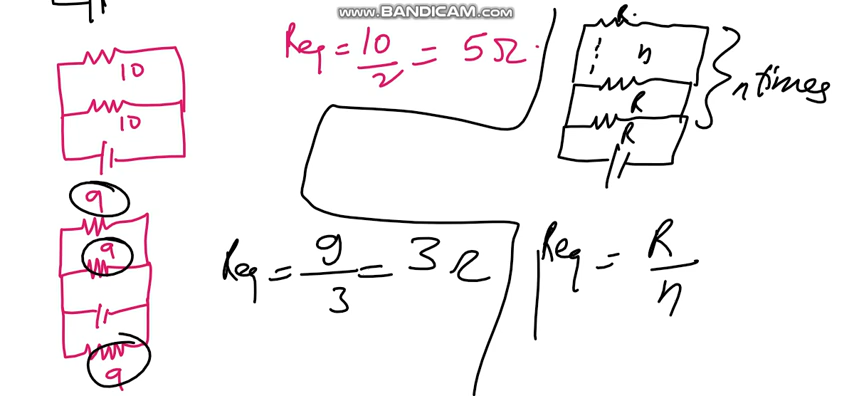 WWW.BANDICAM.COM
10
10
Req = 10/2 = 5Ω
R
n
R
R
n times
9
9
9
Req = 9/3 = 3Ω
Req = R/n